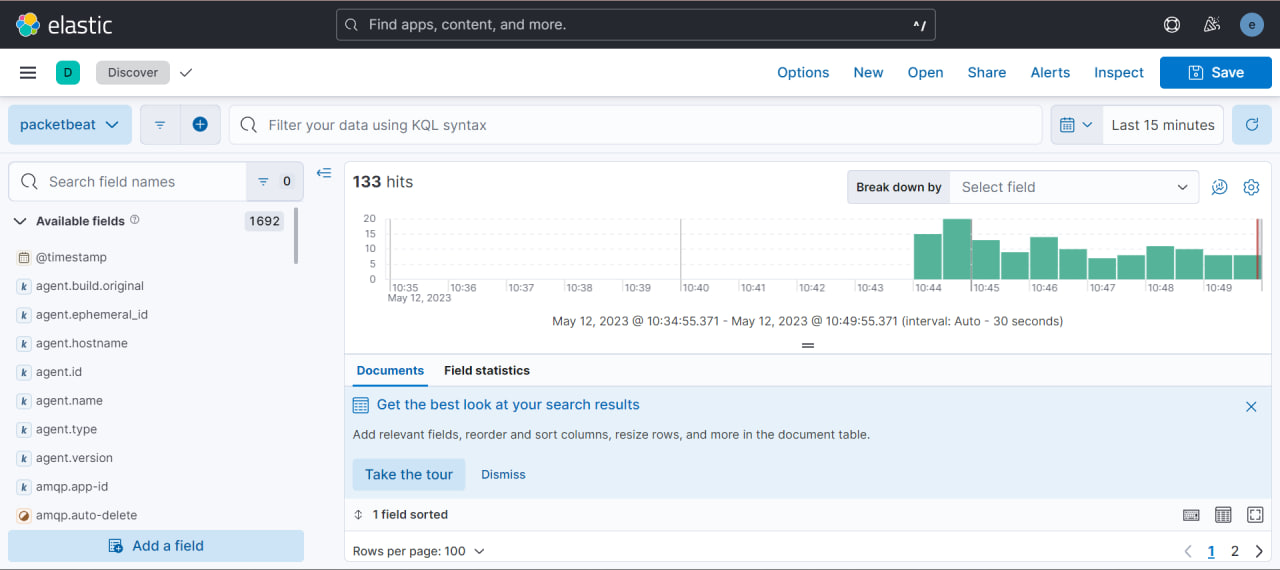 elastic
Find apps, content, and more.
^/
e
D
Discover
Options
New
Open
Share
Alerts
Inspect
Save
packetbeat
Filter your data using KQL syntax
Last 15 minutes
Search field names
0
133 hits
Break down by
Select field
Available fields
1692
@timestamp
k agent.build.original
k agent.ephemeral_id
k agent.hostname
k agent.id
k agent.name
k agent.type
k agent.version
k amqp.app-id
amqp.auto-delete
Add a field
20
15
10
5
0
10:35 10:36 10:37 10:38 10:39 10:40 10:41 10:42 10:43 10:44 10:45 10:46 10:47 10:48 10:49
May 12, 2023
May 12, 2023 @ 10:34:55.371 - May 12, 2023 @ 10:49:55.371 (interval: Auto - 30 seconds)
Documents
Field statistics
Get the best look at your search results
Add relevant fields, reorder and sort columns, resize rows, and more in the document table.
Take the tour
Dismiss
1 field sorted
Rows per page: 100
1 2